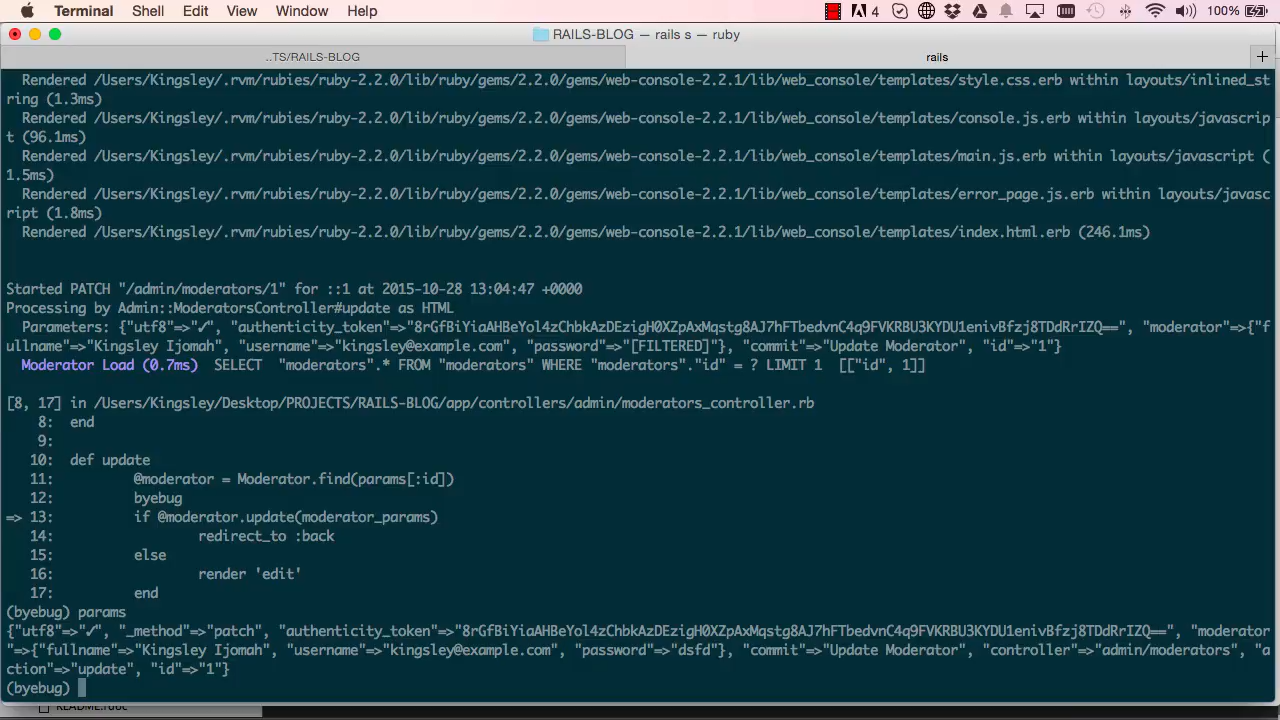 Terminal Shell Edit View Window Help 4 100%
RAILS-BLOG — rails s — ruby
..TS/RAILS-BLOG rails +
Rendered /Users/Kingsley/.rvm/rubies/ruby-2.2.0/lib/ruby/gems/2.2.0/gems/web-console-2.2.1/lib/web_console/templates/style.css.erb within layouts/inlined_st
ring (1.3ms)
Rendered /Users/Kingsley/.rvm/rubies/ruby-2.2.0/lib/ruby/gems/2.2.0/gems/web-console-2.2.1/lib/web_console/templates/console.js.erb within layouts/javascrip
t (96.1ms)
Rendered /Users/Kingsley/.rvm/rubies/ruby-2.2.0/lib/ruby/gems/2.2.0/gems/web-console-2.2.1/lib/web_console/templates/main.js.erb within layouts/javascript (
1.5ms)
Rendered /Users/Kingsley/.rvm/rubies/ruby-2.2.0/lib/ruby/gems/2.2.0/gems/web-console-2.2.1/lib/web_console/templates/error_page.js.erb within layouts/javasc
ript (1.8ms)
Rendered /Users/Kingsley/.rvm/rubies/ruby-2.2.0/lib/ruby/gems/2.2.0/gems/web-console-2.2.1/lib/web_console/templates/index.html.erb (246.1ms)
Started PATCH "/admin/moderators/1" for ::1 at 2015-10-28 13:04:47 +0000
Processing by Admin::ModeratorsController#update as HTML
Parameters: {"utf8"=>"✓", "authenticity_token"=>"8rGfBiYiaAHBeYol4zChbkAzDEzigH0XZpAxMqstg8AJ7hFTbedvnC4q9FVKRBU3KYDU1enivBfzj8TDdRrIZQ==", "moderator"=>{"f
ullname"=>"Kingsley Ijomah", "username"=>"kingsley@example.com", "password"=>"[FILTERED]"}, "commit"=>"Update Moderator", "id"=>"1"}
Moderator Load (0.7ms) SELECT "moderators".* FROM "moderators" WHERE "moderators"."id" = ? LIMIT 1 [["id", 1]]
[8, 17] in /Users/Kingsley/Desktop/PROJECTS/RAILS-BLOG/app/controllers/admin/moderators_controller.rb
8: end
9:
10: def update
11: @moderator = Moderator.find(params[:id])
12: byebug
=> 13: if @moderator.update(moderator_params)
14: redirect_to :back
15: else
16: render 'edit'
17: end
(byebug) params
{"utf8"=>"✓", "_method"=>"patch", "authenticity_token"=>"8rGfBiYiaAHBeYol4zChbkAzDEzigH0XZpAxMqstg8AJ7hFTbedvnC4q9FVKRBU3KYDU1enivBfzj8TDdRrIZQ==", "moderator
"=>{"fullname"=>"Kingsley Ijomah", "username"=>"kingsley@example.com", "password"=>"dsfd"}, "commit"=>"Update Moderator", "controller"=>"admin/moderators", "a
ction"=>"update", "id"=>"1"}
(byebug)
README.rdoc